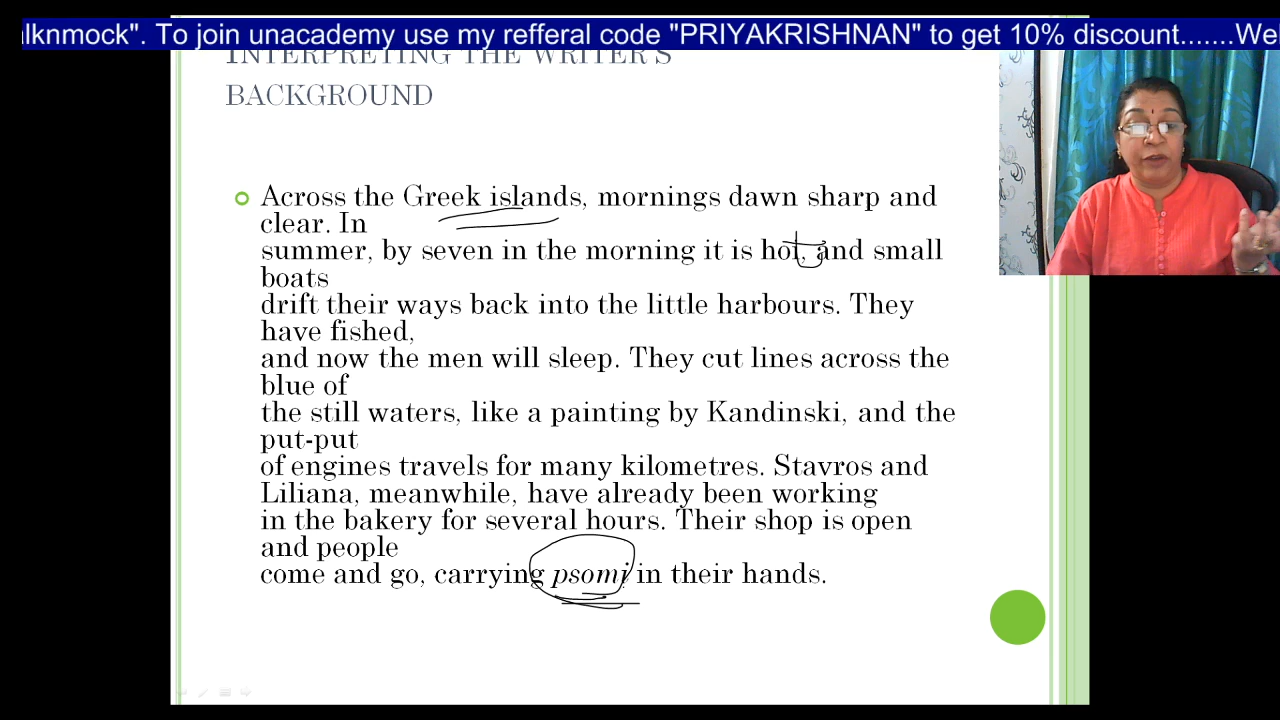 lknmock". To join unacademy use my refferal code "PRIYAKRISHNAN" to get 10% discount.......Wel
INTERPRETING THE WRITER'S
BACKGROUND
Across the Greek islands, mornings dawn sharp and
clear. In
summer, by seven in the morning it is hot, and small
boats
drift their ways back into the little harbours. They
have fished,
and now the men will sleep. They cut lines across the
blue of
the still waters, like a painting by Kandinski, and the
put-put
of engines travels for many kilometres. Stavros and
Liliana, meanwhile, have already been working
in the bakery for several hours. Their shop is open
and people
come and go, carrying psomi in their hands.